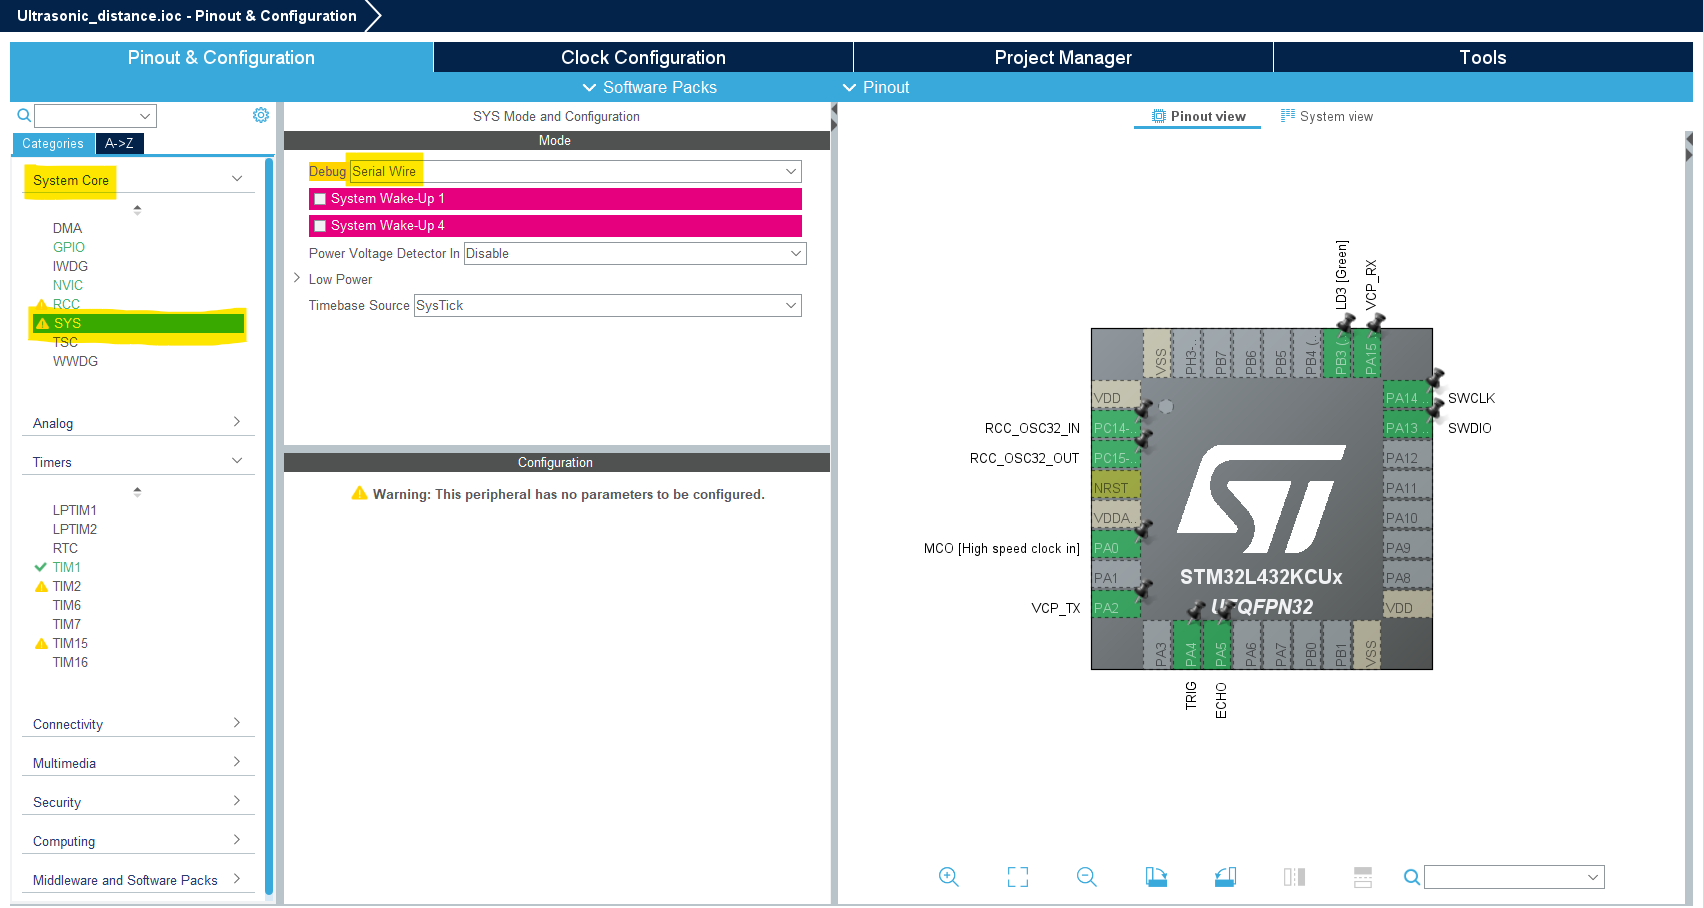 Ultrasonic_distance.ioc - Pinout & Configuration
Pinout & Configuration
Clock Configuration
Project Manager
Tools
Software Packs
Pinout
Categories
A->Z
System Core
DMA
GPIO
IWDG
NVIC
RCC
SYS
TSC
WWDG
Analog
Timers
LPTIM1
LPTIM2
RTC
TIM1
TIM2
TIM6
TIM7
TIM15
TIM16
Connectivity
Multimedia
Security
Computing
Middleware and Software Packs
SYS Mode and Configuration
Mode
Debug Serial Wire
System Wake-Up 1
System Wake-Up 4
Power Voltage Detector In Disable
Low Power
Timebase Source SysTick
Configuration
Warning: This peripheral has no parameters to be configured.
Pinout view
System view
LD3 [Green]
VCP_RX
VSS
PH3-..
PB7
PB6
PB5
PB4 (..
PB3 (..
PA15 ..
VDD
RCC_OSC32_IN PC14-..
RCC_OSC32_OUT PC15-..
NRST
VDDA..
MCO [High speed clock in] PA0
PA1
VCP_TX PA2
PA14 .. SWCLK
PA13 .. SWDIO
PA12
PA11
PA10
PA9
PA8
VDD
ST
STM32L432KCUx
UFQFPN32
PA3
PA4
PA5
PA6
PA7
PB0
PB1
VSS
TRIG
ECHO